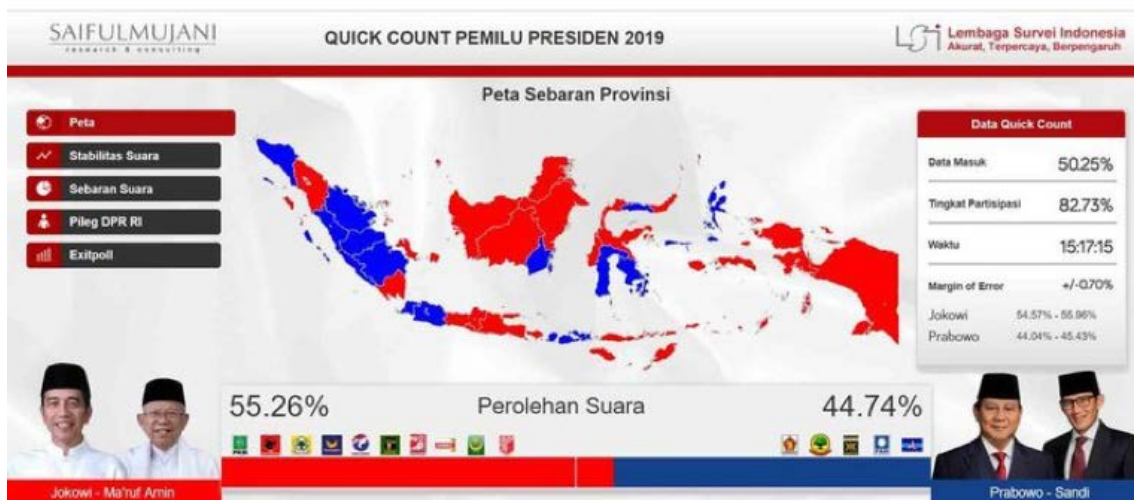 SAIFULMUJANI
research & consulting
QUICK COUNT PEMILU PRESIDEN 2019
LSI
Lembaga Survei Indonesia
Akurat, Terpercaya, Berpengaruh
Peta Sebaran Provinsi
Peta
Stabilitas Suara
Sebaran Suara
Pileg DPR RI
Exitpoll
Data Quick Count
Data Masuk 50.25%
Tingkat Partisipasi 82.73%
Waktu 15:17:15
Margin of Error +/-0.70%
Jokowi 54.57% - 55.96%
Prabowo 44.04% - 45.43%
55.26% Perolehan Suara 44.74%
PKB
PAN
Jokowi - Ma'ruf Amin
Prabowo - Sandi